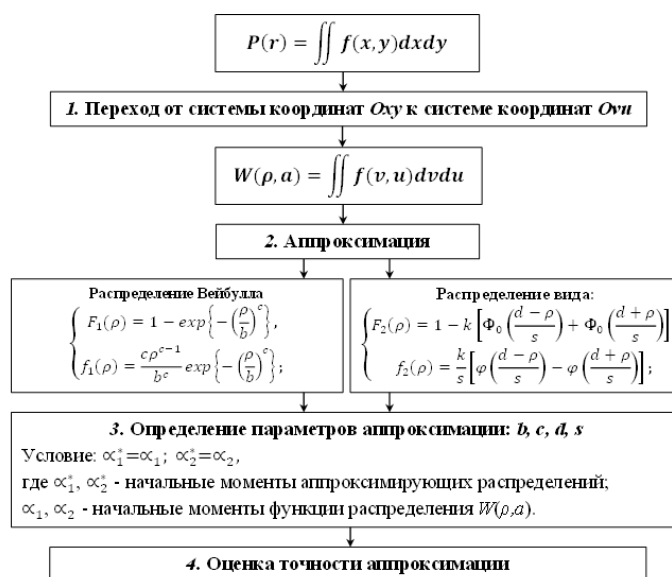 P(r) = ∬ f(x, y)dxdy
1. Переход от системы координат Oxy к системе координат Ovu
W(ρ, a) = ∬ f(v, u)dvdu
2. Аппроксимация
Распределение Вейбулла
F₁(ρ) = 1 − exp{−(ρ/b)^c},
f₁(ρ) = cρ^(c−1)/b^c exp{−(ρ/b)^c};
Распределение вида:
F₂(ρ) = 1 − k[Φ₀((d − ρ)/s) + Φ₀((d + ρ)/s)]
f₂(ρ) = k/s[φ((d − ρ)/s) − φ((d + ρ)/s)];
3. Определение параметров аппроксимации: b, c, d, s
Условие: ∝₁*=∝₁; ∝₂*=∝₂,
где ∝₁*, ∝₂* - начальные моменты аппроксимирующих распределений;
∝₁, ∝₂ - начальные моменты функции распределения W(ρ,a).
4. Оценка точности аппроксимации